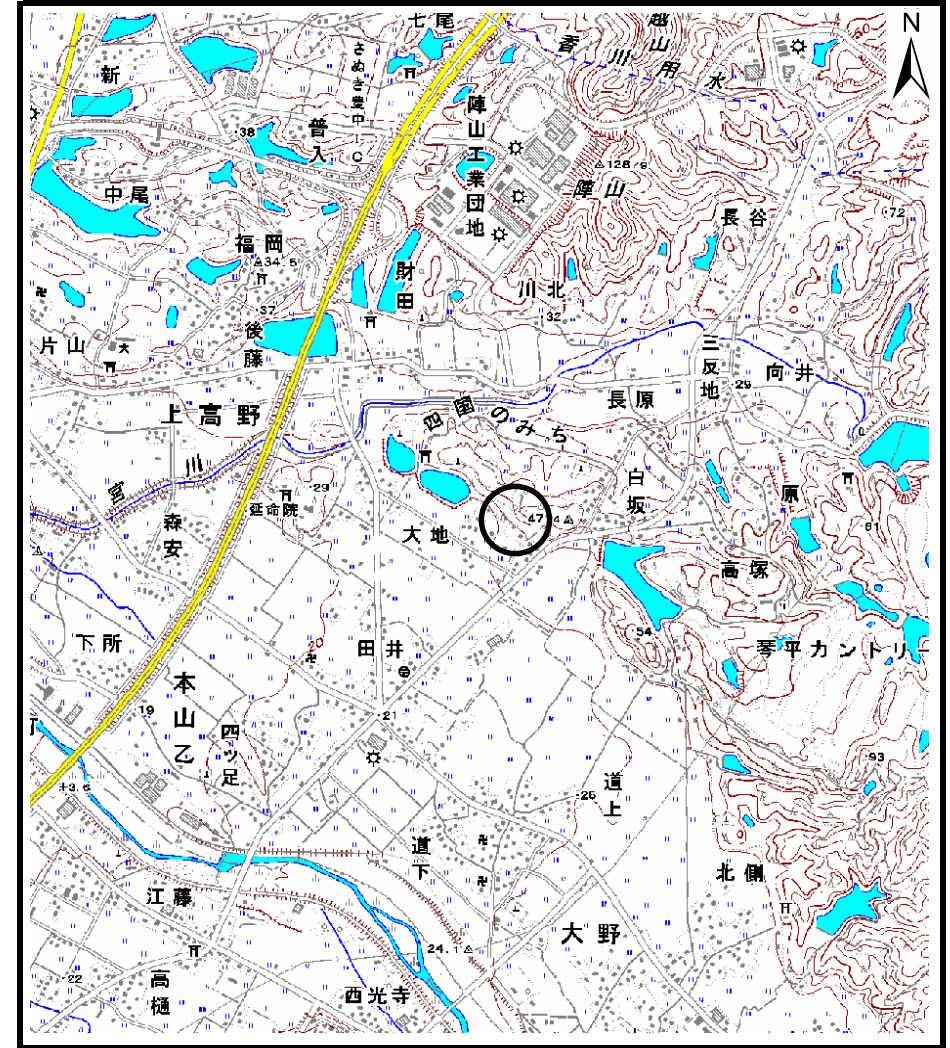 七尾
越山
香川用水
N
新
さぬき豊中I.C
陣山工業団地
38
普入
128.9
陣山
中尾
長谷
72
福岡
34.5
財田
川北
37
32
後藤
片山
三反地
向井
29
長原
上高野
四国のみち
宮川
白坂
29
延命院
原
森安
大地
47.4
61
高塚
下所
田井
54
琴平カントリー
本山乙
19
21
四ツ足
93
道上
13.6
25
道下
北側
江藤
大野
24.1
22
高樋
西光寺